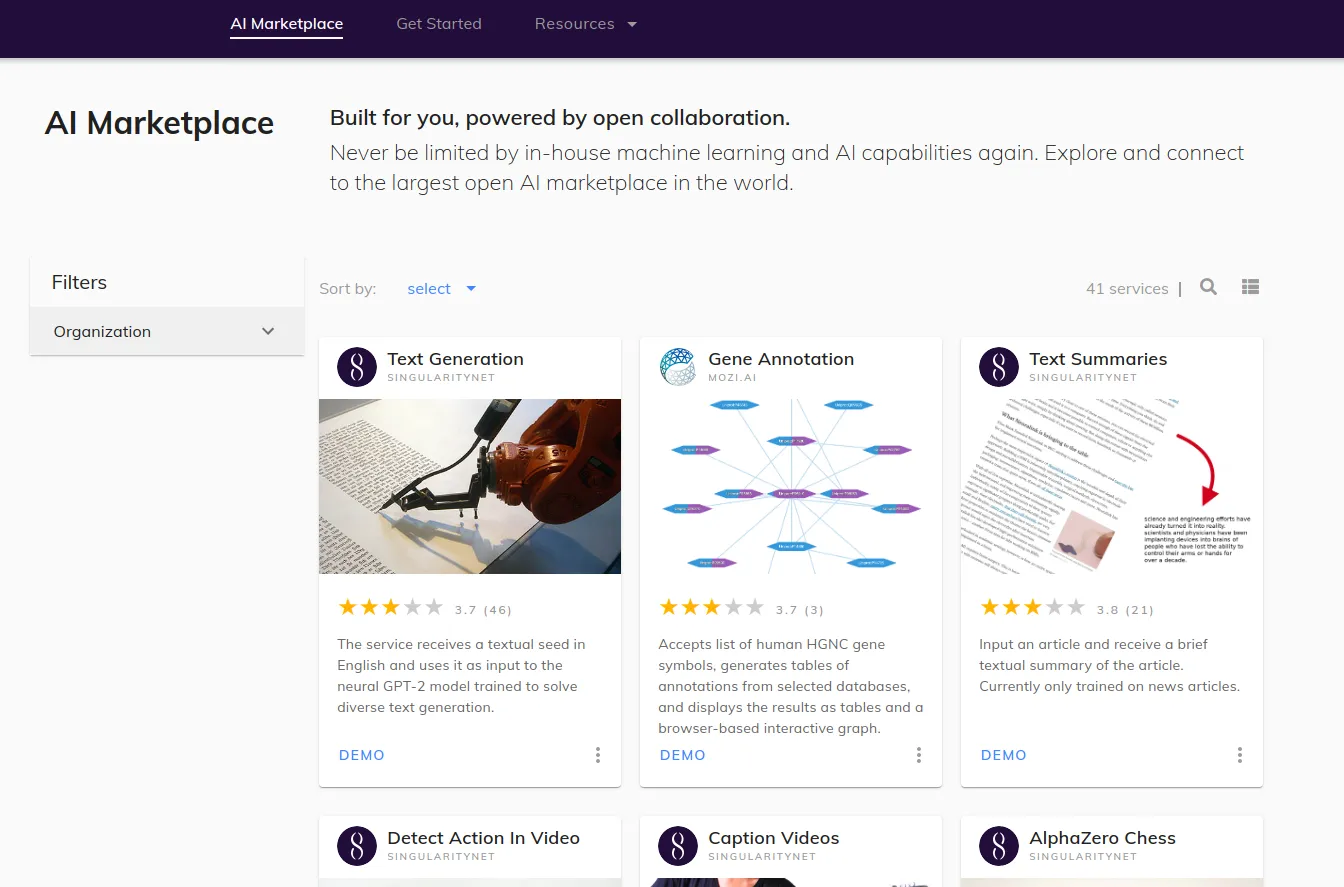 AI Marketplace
Get Started
Resources
AI Marketplace
Built for you, powered by open collaboration.
Never be limited by in-house machine learning and AI capabilities again. Explore and connect
to the largest open AI marketplace in the world.
Filters
Organization
Sort by:
select
41 services |
Text Generation
SINGULARITYNET
3.7 (46)
The service receives a textual seed in
English and uses it as input to the
neural GPT-2 model trained to solve
diverse text generation.
DEMO
Gene Annotation
MOZI.AI
3.7 (3)
Accepts list of human HGNC gene
symbols, generates tables of
annotations from selected databases,
and displays the results as tables and a
browser-based interactive graph.
DEMO
Text Summaries
SINGULARITYNET
What Neuralink is bringing to the table
science and engineering efforts have
already turned it into reality.
scientists and physicians have been
implanting devices into brains of
people who have lost the ability to
control their arms or hands for
over a decade.
3.8 (21)
Input an article and receive a brief
textual summary of the article.
Currently only trained on news articles.
DEMO
Detect Action In Video
SINGULARITYNET
Caption Videos
SINGULARITYNET
AlphaZero Chess
SINGULARITYNET